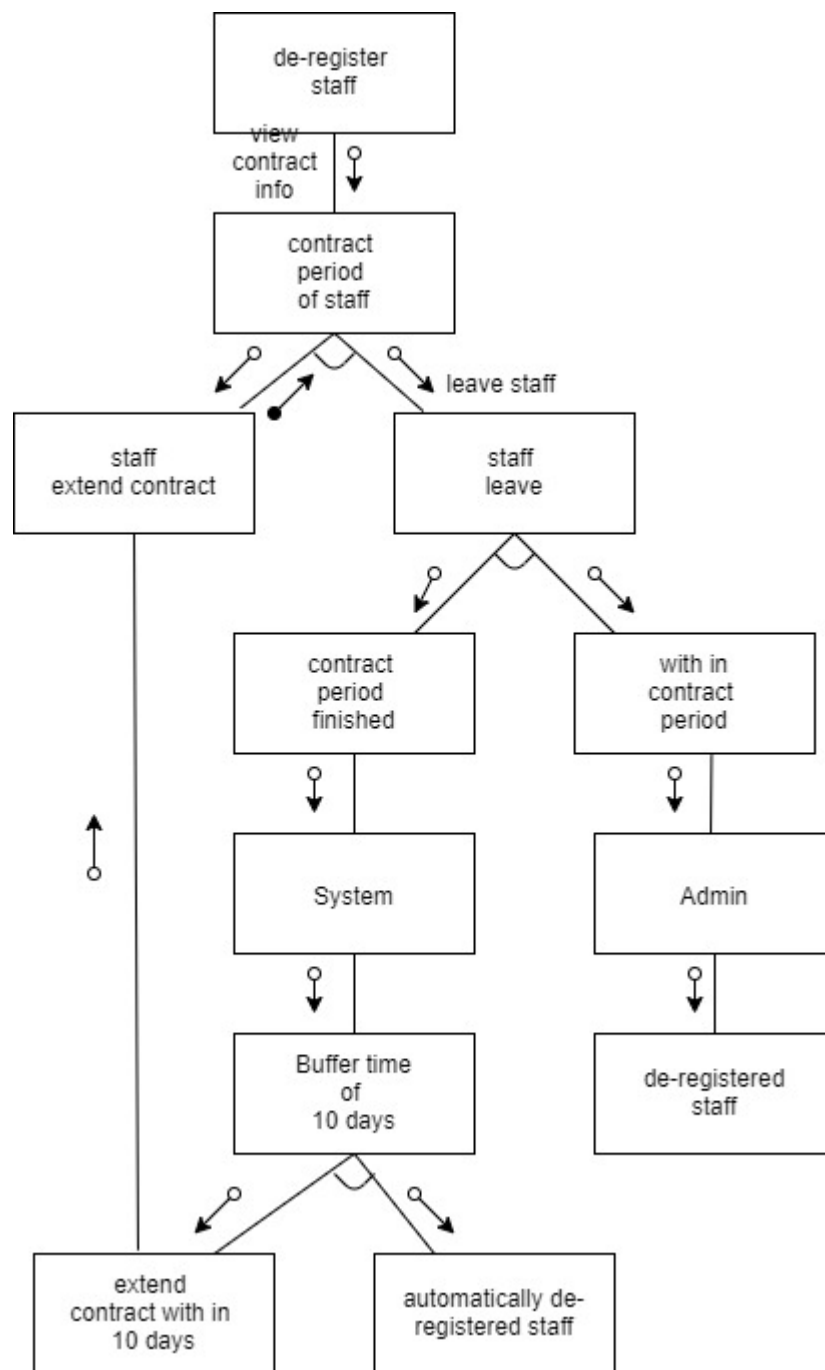 de-register
staff
view
contract
info
contract
period
of staff
leave staff
staff
extend contract
staff
leave
contract
period
finished
with in
contract
period
System
Admin
Buffer time
of
10 days
de-registered
staff
extend
contract with in
10 days
automatically de-
registered staff